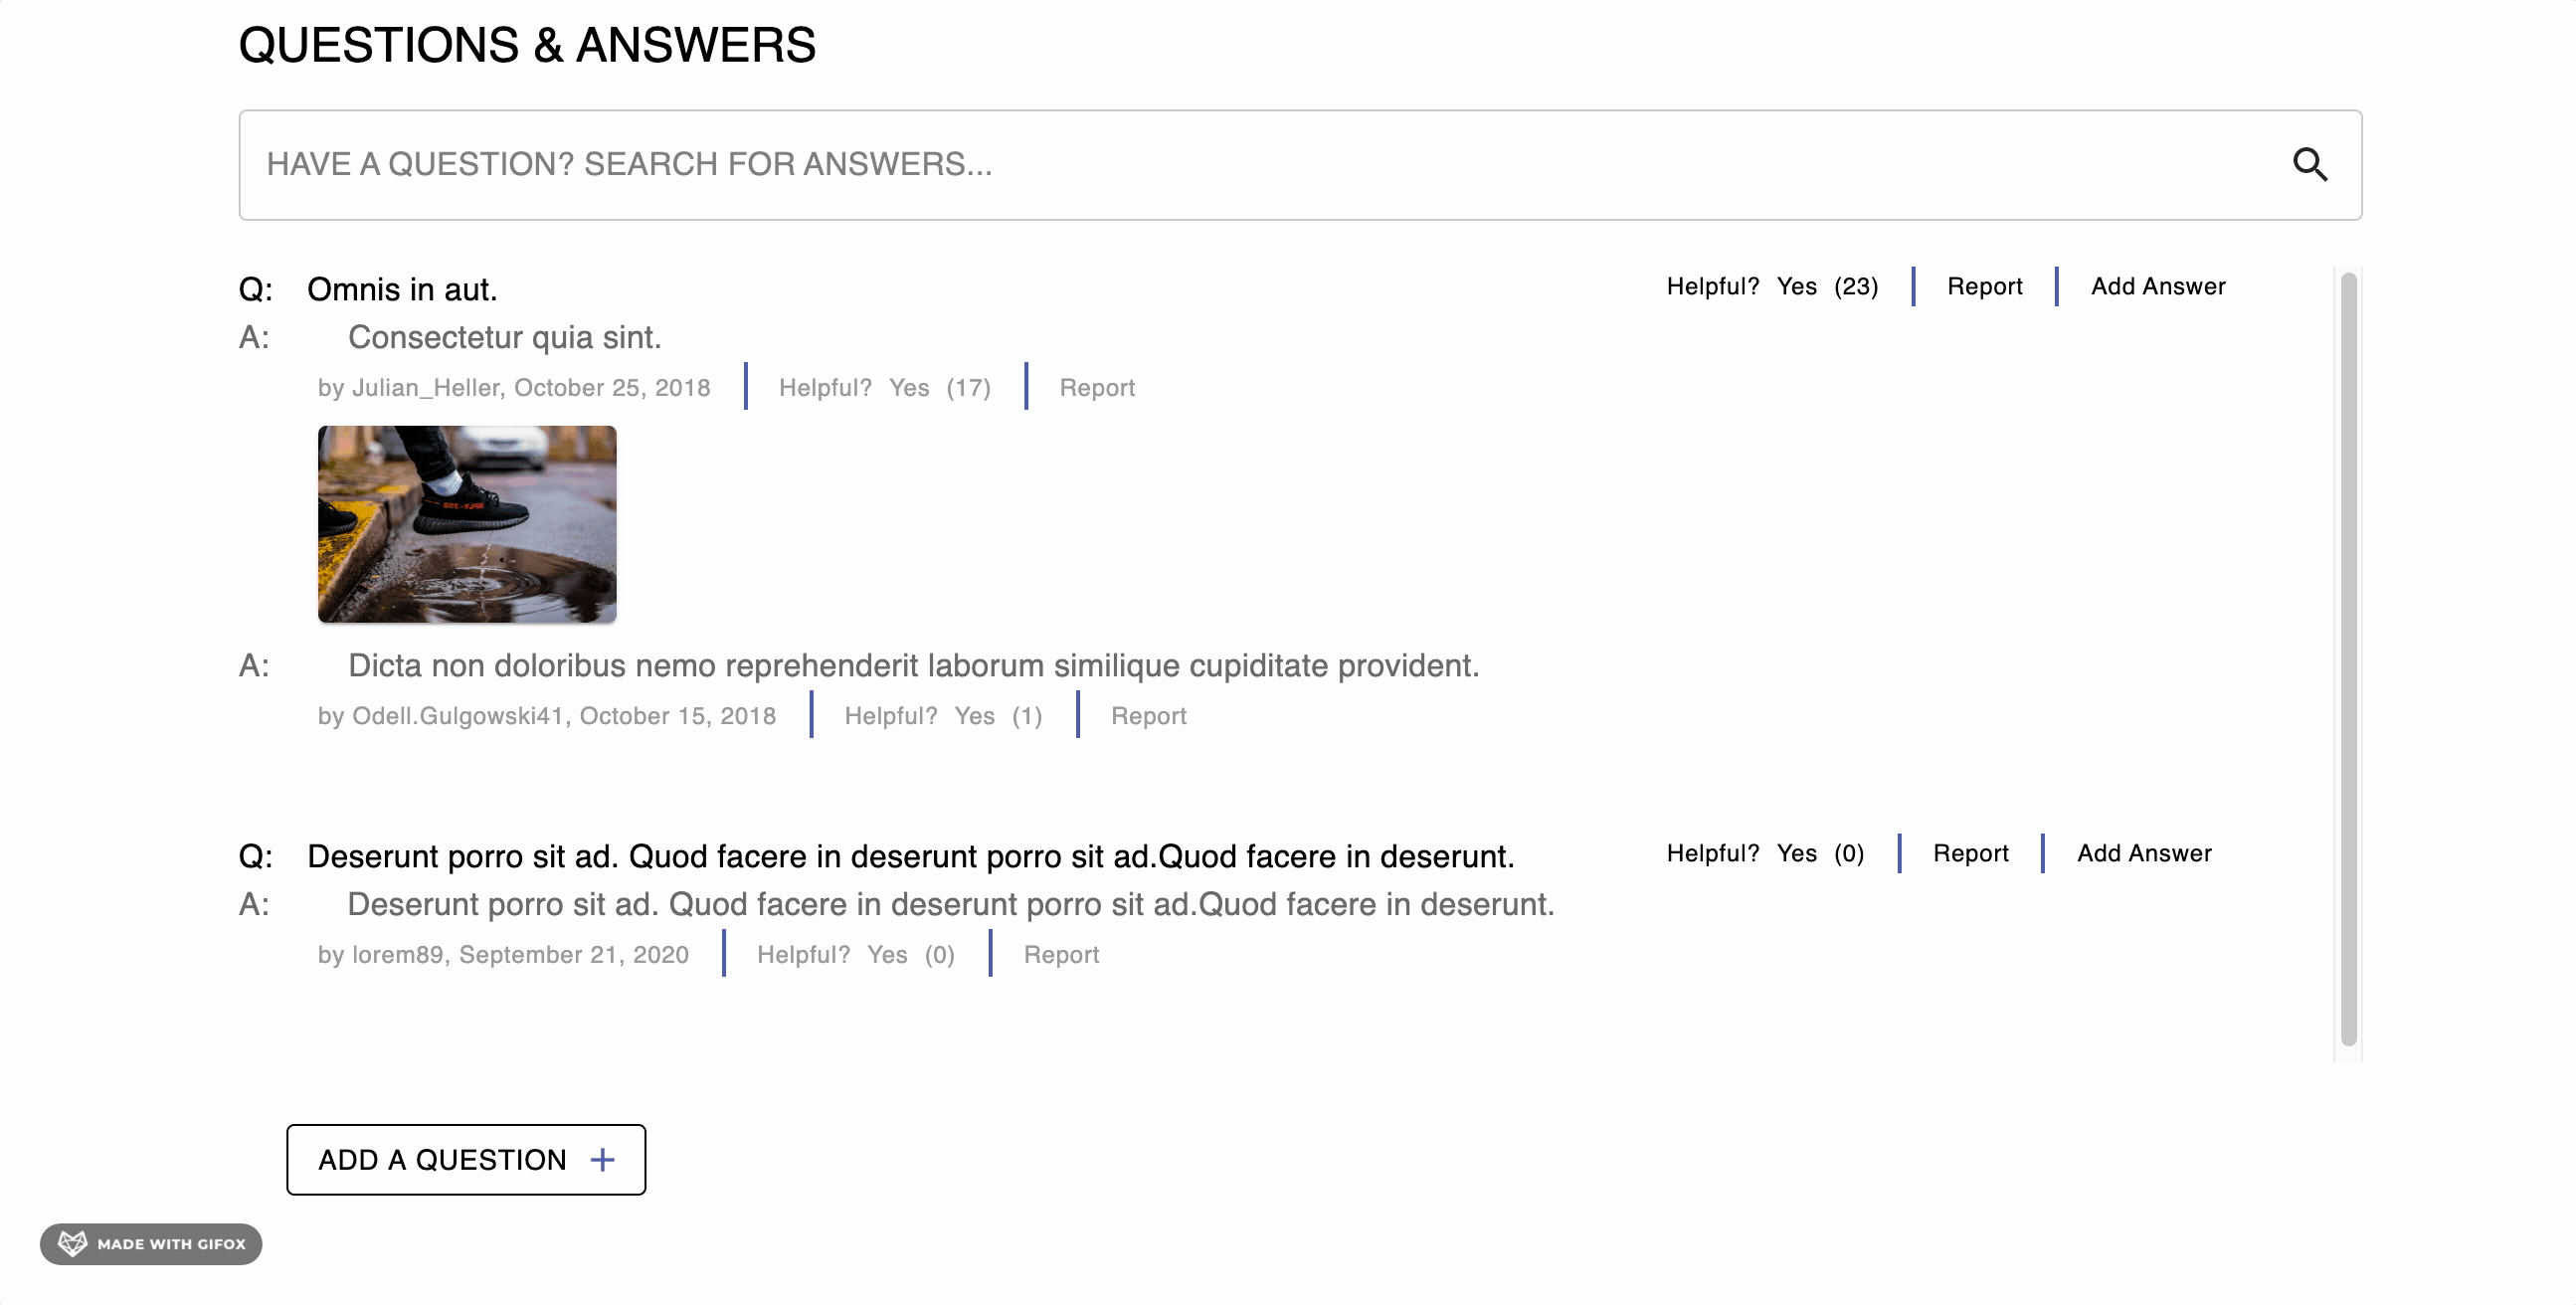 QUESTIONS & ANSWERS
HAVE A QUESTION? SEARCH FOR ANSWERS...
Q: Omnis in aut. Helpful? Yes (23) Report Add Answer
A: Consectetur quia sint.
by Julian_Heller, October 25, 2018 Helpful? Yes (17) Report
A: Dicta non doloribus nemo reprehenderit laborum similique cupiditate provident.
by Odell.Gulgowski41, October 15, 2018 Helpful? Yes (1) Report
Q: Deserunt porro sit ad. Quod facere in deserunt porro sit ad.Quod facere in deserunt. Helpful? Yes (0) Report Add Answer
A: Deserunt porro sit ad. Quod facere in deserunt porro sit ad.Quod facere in deserunt.
by lorem89, September 21, 2020 Helpful? Yes (0) Report
ADD A QUESTION +
MADE WITH GIFOX